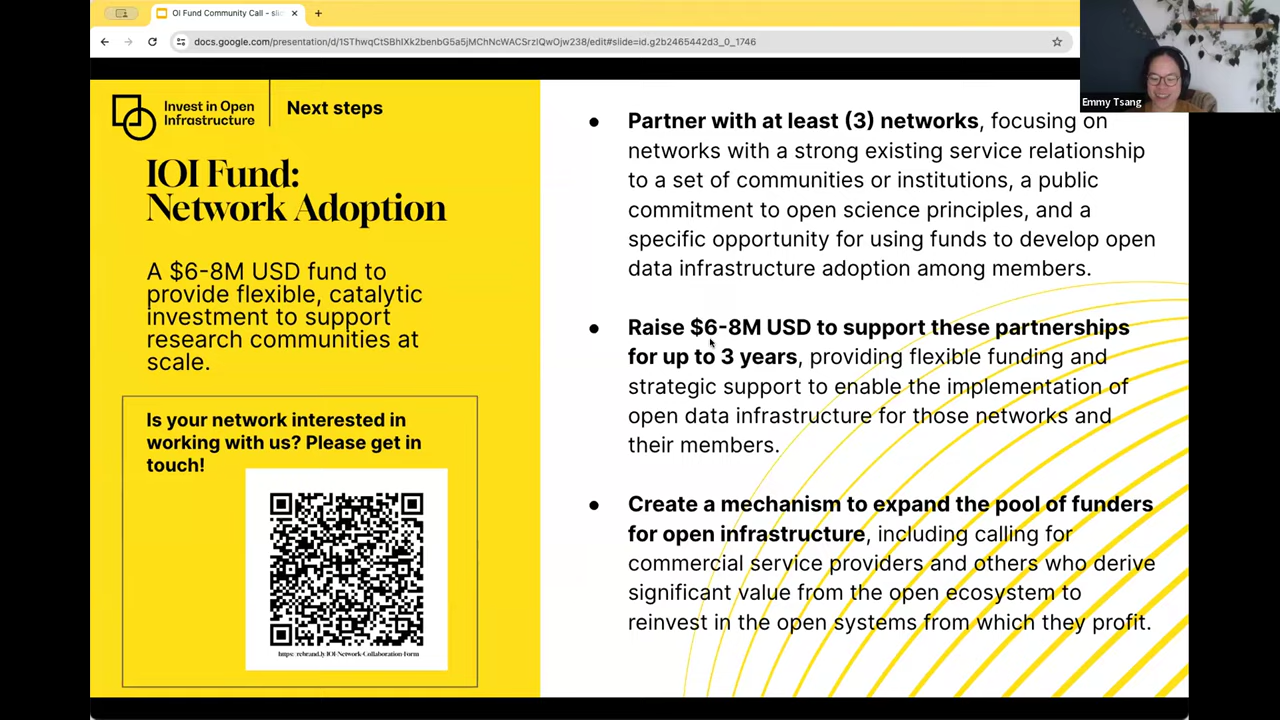 OI Fund Community Call - sli
docs.google.com/presentation/d/1SThwqCtSBhIXk2benbG5a5jMChNcWACSrzlQwOjw238/edit#slide=id.g2b2465442d3_0_1746
Emmy Tsang
Invest in Open
Infrastructure
Next steps
IOI Fund:
Network Adoption
A $6-8M USD fund to
provide flexible, catalytic
investment to support
research communities at
scale.
Is your network interested in
working with us? Please get in
touch!
https: rebrand.ly IOI-Network-Collaboration-Form
● Partner with at least (3) networks, focusing on
networks with a strong existing service relationship
to a set of communities or institutions, a public
commitment to open science principles, and a
specific opportunity for using funds to develop open
data infrastructure adoption among members.
● Raise $6-8M USD to support these partnerships
for up to 3 years, providing flexible funding and
strategic support to enable the implementation of
open data infrastructure for those networks and
their members.
● Create a mechanism to expand the pool of funders
for open infrastructure, including calling for
commercial service providers and others who derive
significant value from the open ecosystem to
reinvest in the open systems from which they profit.